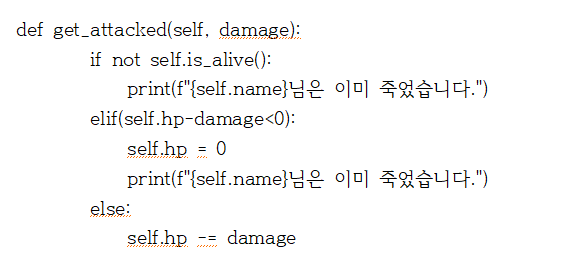 def get_attacked(self, damage):
if not self.is_alive():
print(f"{self.name}님은 이미 죽었습니다.")
elif(self.hp-damage<0):
self.hp = 0
print(f"{self.name}님은 이미 죽었습니다.")
else:
self.hp -= damage